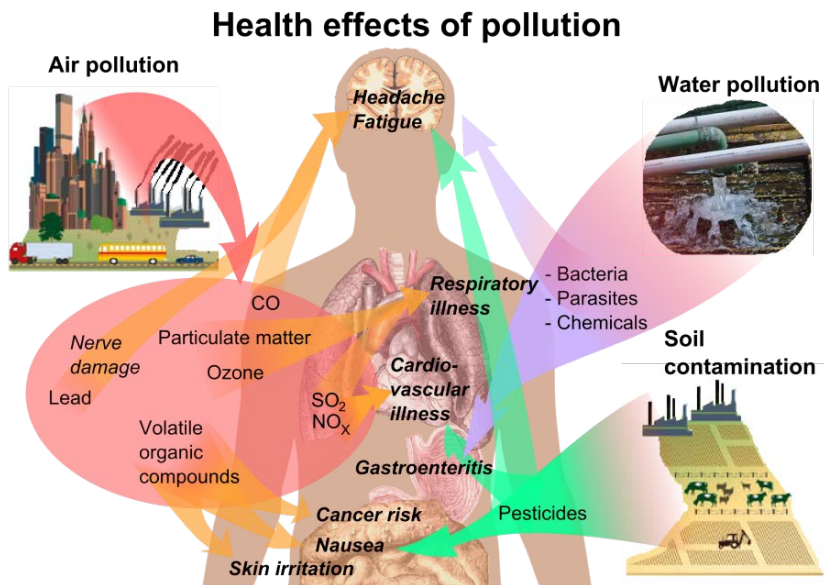 Health effects of pollution
Air pollution
Water pollution
Headache
Fatigue
CO
Particulate matter
Ozone
Nerve
damage
Lead
SO₂
NOₓ
Volatile
organic
compounds
Respiratory
illness
Cardio-
vascular
illness
Gastroenteritis
Cancer risk
Nausea
Skin irritation
- Bacteria
- Parasites
- Chemicals
Soil
contamination
Pesticides